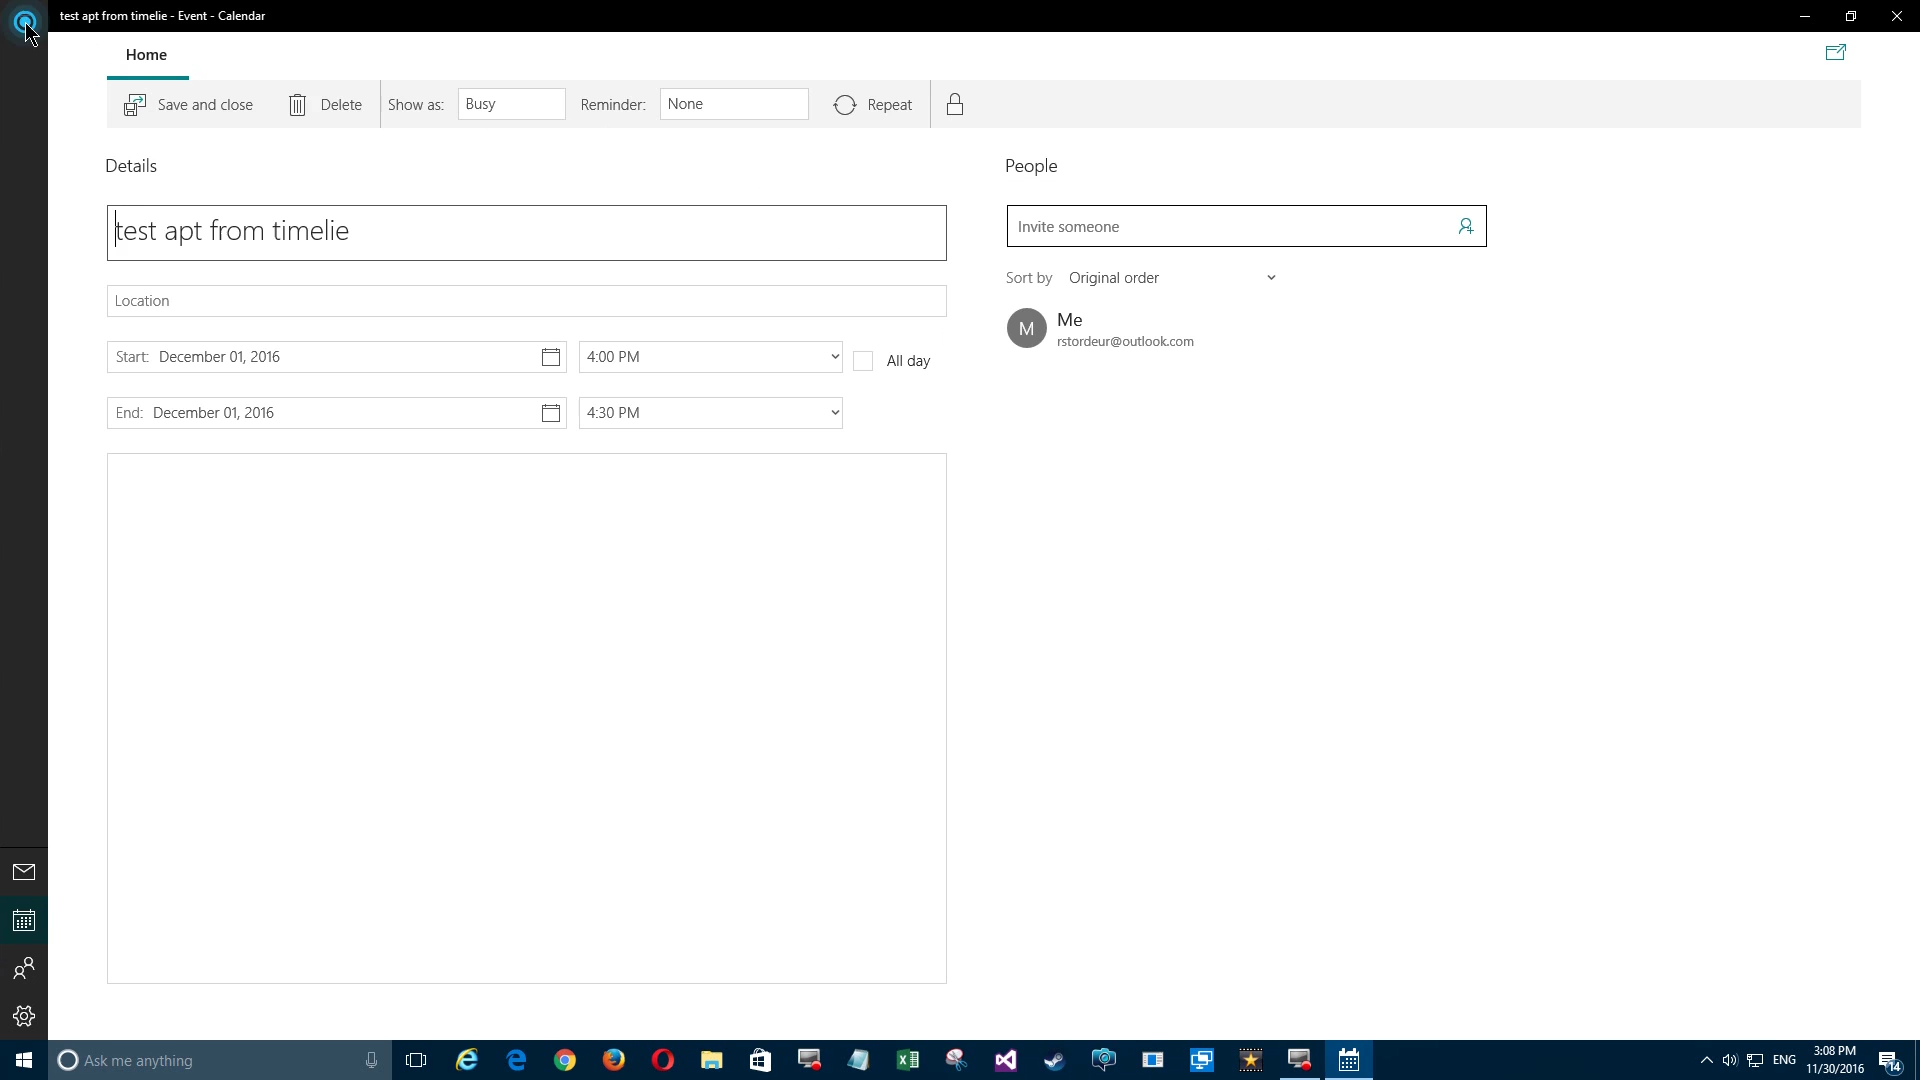 test apt from timelie - Event - Calendar
Home
Save and close
Delete
Show as:
Busy
Reminder:
None
Repeat
Details
People
test apt from timelie
Invite someone
Location
Sort by
Original order
M
Me
rstordeur@outlook.com
Start: December 01, 2016
4:00 PM
All day
End: December 01, 2016
4:30 PM
Ask me anything
ENG
3:08 PM
11/30/2016
14